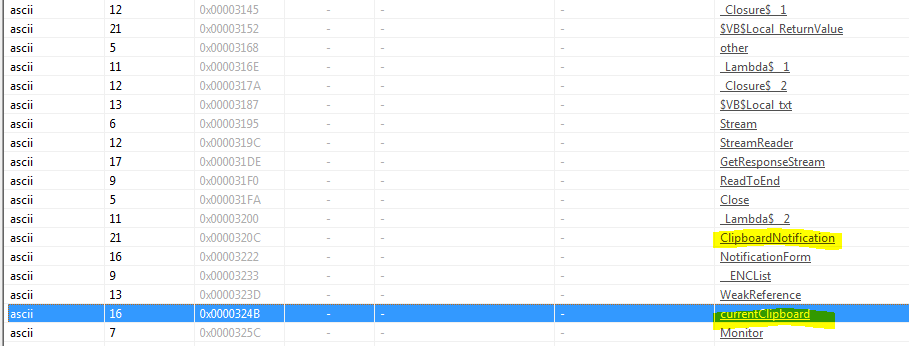 ascii 12 0x00003145 - - - _Closure$__1
ascii 21 0x00003152 - - - $VB$Local_ReturnValue
ascii 5 0x00003168 - - - other
ascii 11 0x0000316E - - - _Lambda$__1
ascii 12 0x0000317A - - - _Closure$__2
ascii 13 0x00003187 - - - $VB$Local_txt
ascii 6 0x00003195 - - - Stream
ascii 12 0x0000319C - - - StreamReader
ascii 17 0x000031DE - - - GetResponseStream
ascii 9 0x000031F0 - - - ReadToEnd
ascii 5 0x000031FA - - - Close
ascii 11 0x00003200 - - - _Lambda$__2
ascii 21 0x0000320C - - - ClipboardNotification
ascii 16 0x00003222 - - - NotificationForm
ascii 9 0x00003233 - - - __ENCList
ascii 13 0x0000323D - - - WeakReference
ascii 16 0x0000324B - - - currentClipboard
ascii 7 0x0000325C - - - Monitor